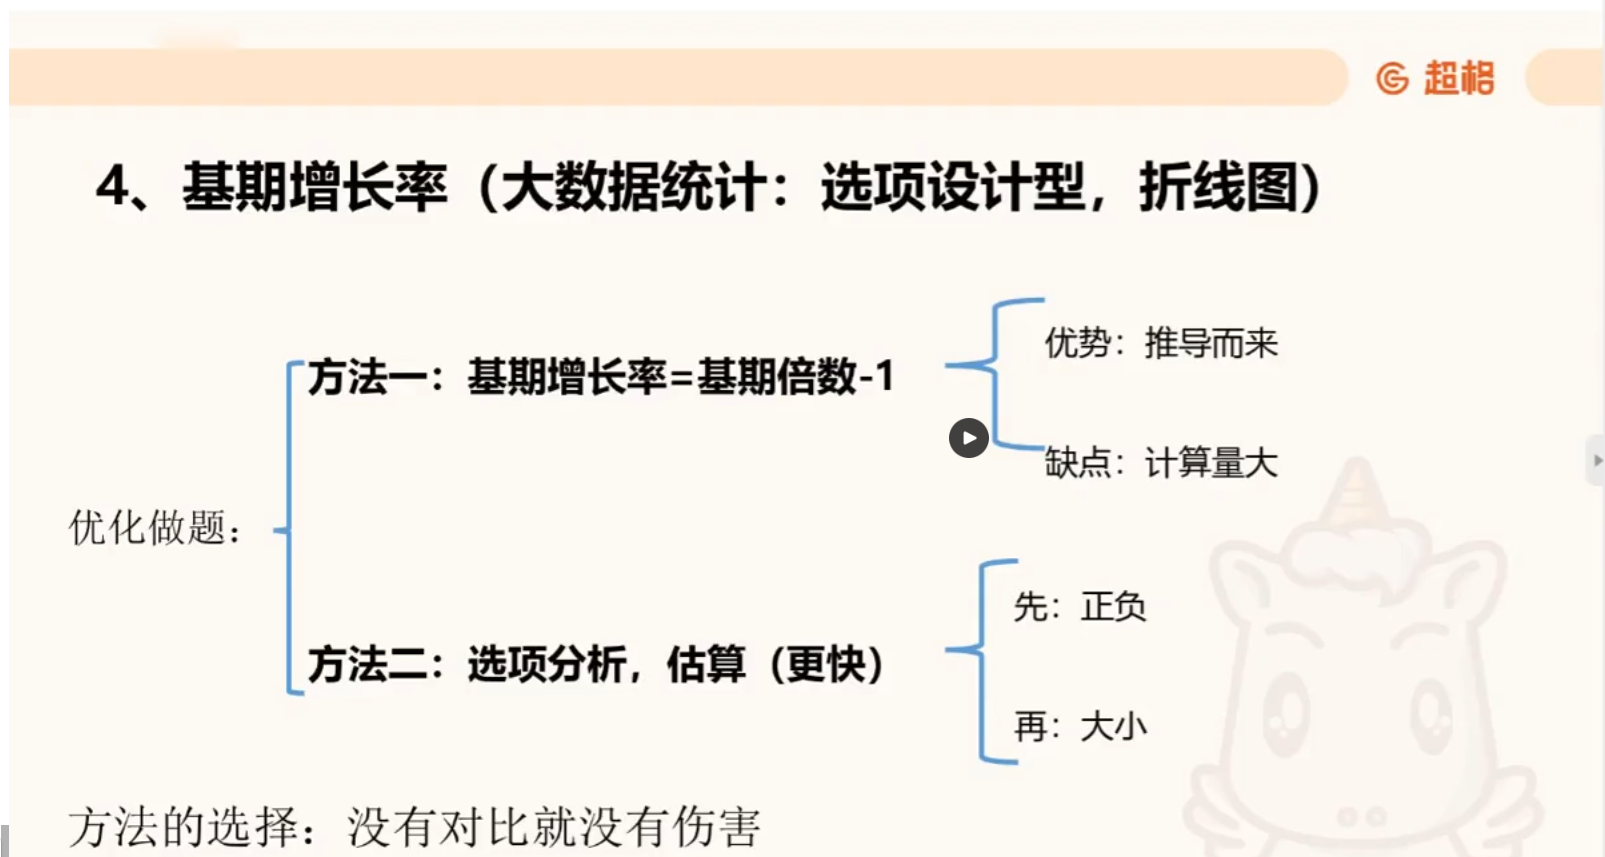 超格
4、基期增长率（大数据统计：选项设计型，折线图）
优势：推导而来
方法一：基期增长率=基期倍数-1
缺点：计算量大
优化做题：
先：正负
方法二：选项分析，估算（更快）
再：大小
方法的选择：没有对比就没有伤害